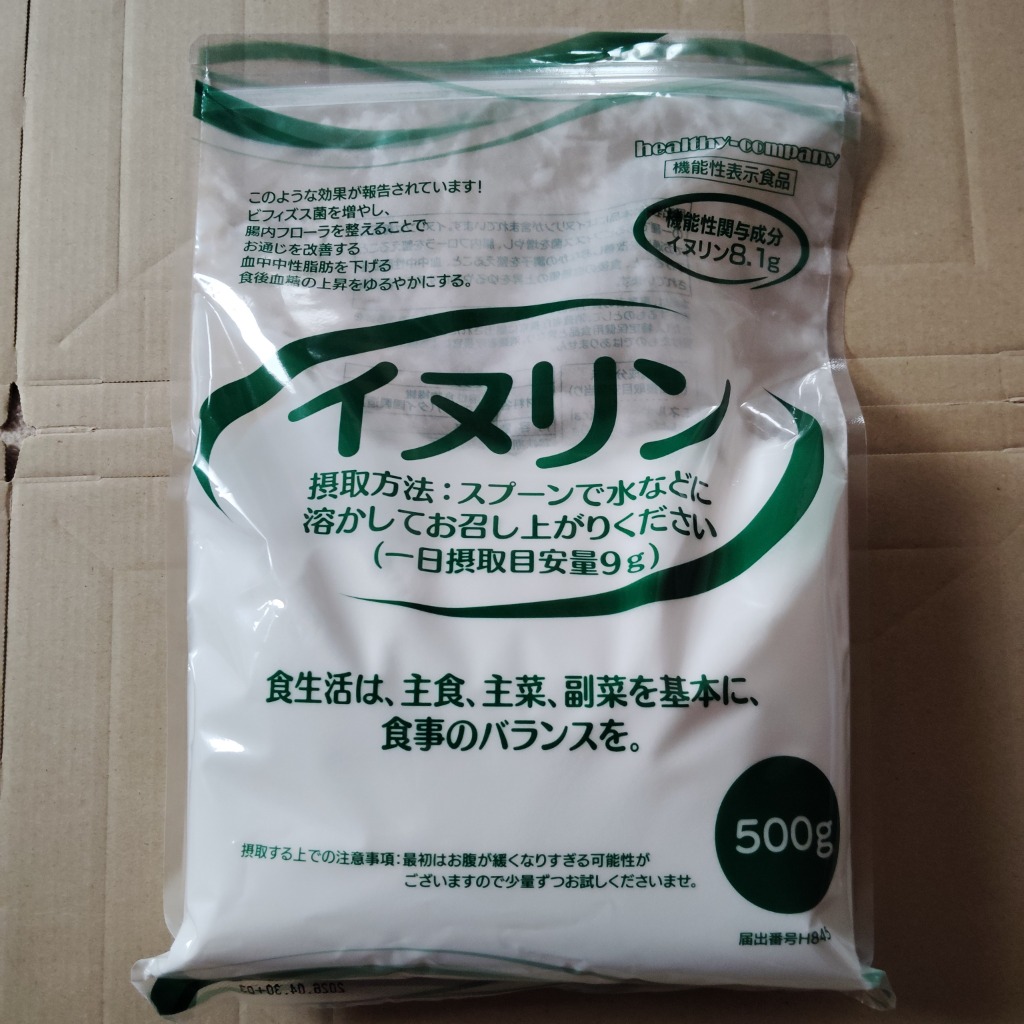 healthy-company
機能性表示食品
このような効果が報告されています!
ビフィズス菌を増やし、
腸内フローラを整えることで
お通じを改善する
血中中性脂肪を下げる
食後血糖の上昇をゆるやかにする。
機能性関与成分
イヌリン8.1g
イヌリン
摂取方法:スプーンで水などに
溶かしてお召し上がりください
(一日摂取目安量9g)
食生活は、主食、主菜、副菜を基本に、
食事のバランスを。
500g
摂取する上での注意事項:最初はお腹が緩くなりすぎる可能性が
ございますので少量ずつお試しくださいませ。
届出番号H845